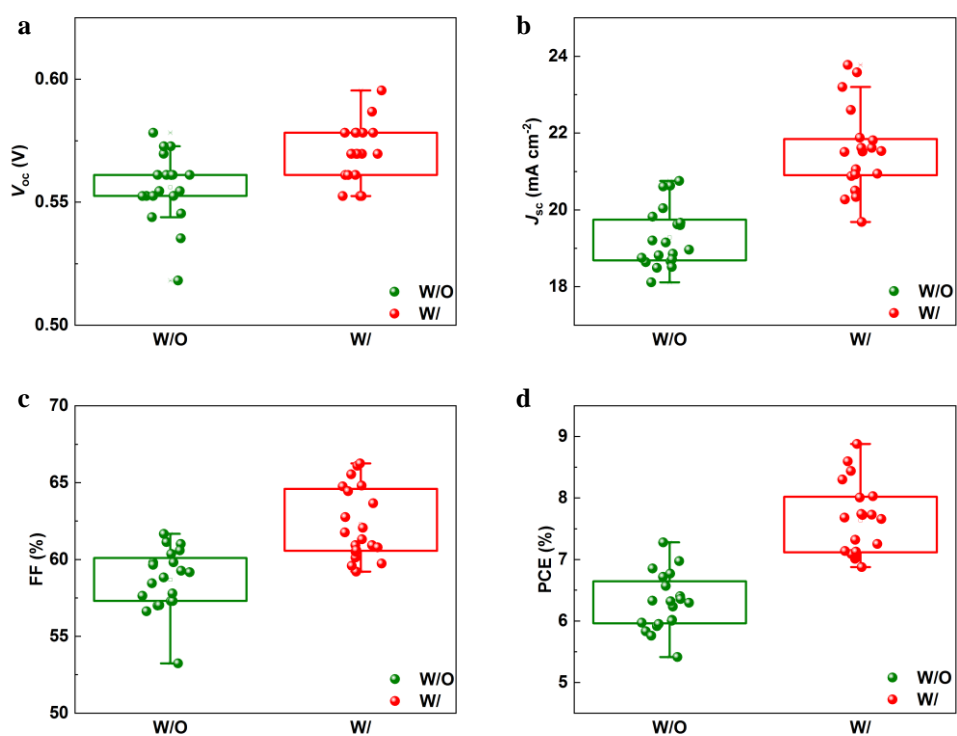 a
0.60
0.55
0.50
Voc (V)
W/O
W/
W/O
W/
b
24
22
20
18
Jsc (mA cm-2)
W/O
W/
W/O
W/
c
70
65
60
55
50
FF (%)
W/O
W/
W/O
W/
d
9
8
7
6
5
PCE (%)
W/O
W/
W/O
W/